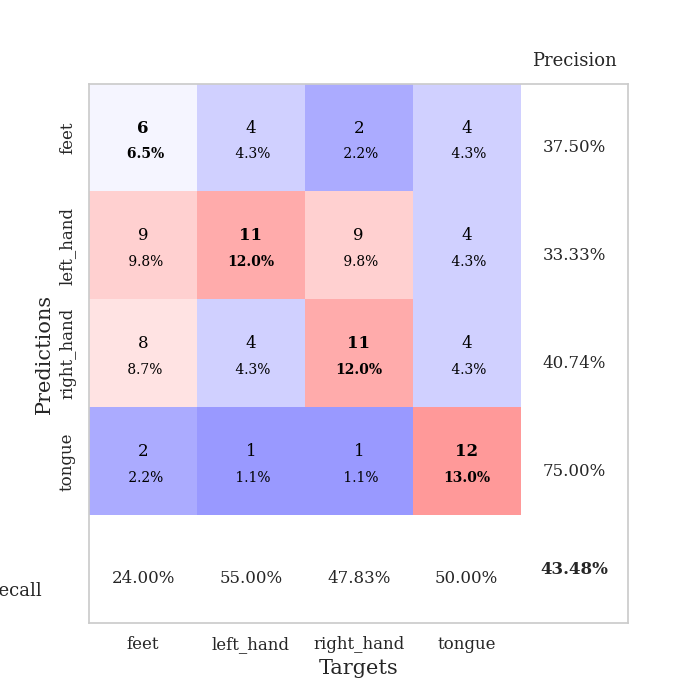 Precision
feet 6 4 2 4 37.50%
6.5% 4.3% 2.2% 4.3%
left_hand 9 11 9 4 33.33%
9.8% 12.0% 9.8% 4.3%
right_hand 8 4 11 4 40.74%
8.7% 4.3% 12.0% 4.3%
tongue 2 1 1 12 75.00%
2.2% 1.1% 1.1% 13.0%
Predictions
ecall 24.00% 55.00% 47.83% 50.00% 43.48%
feet left_hand right_hand tongue
Targets